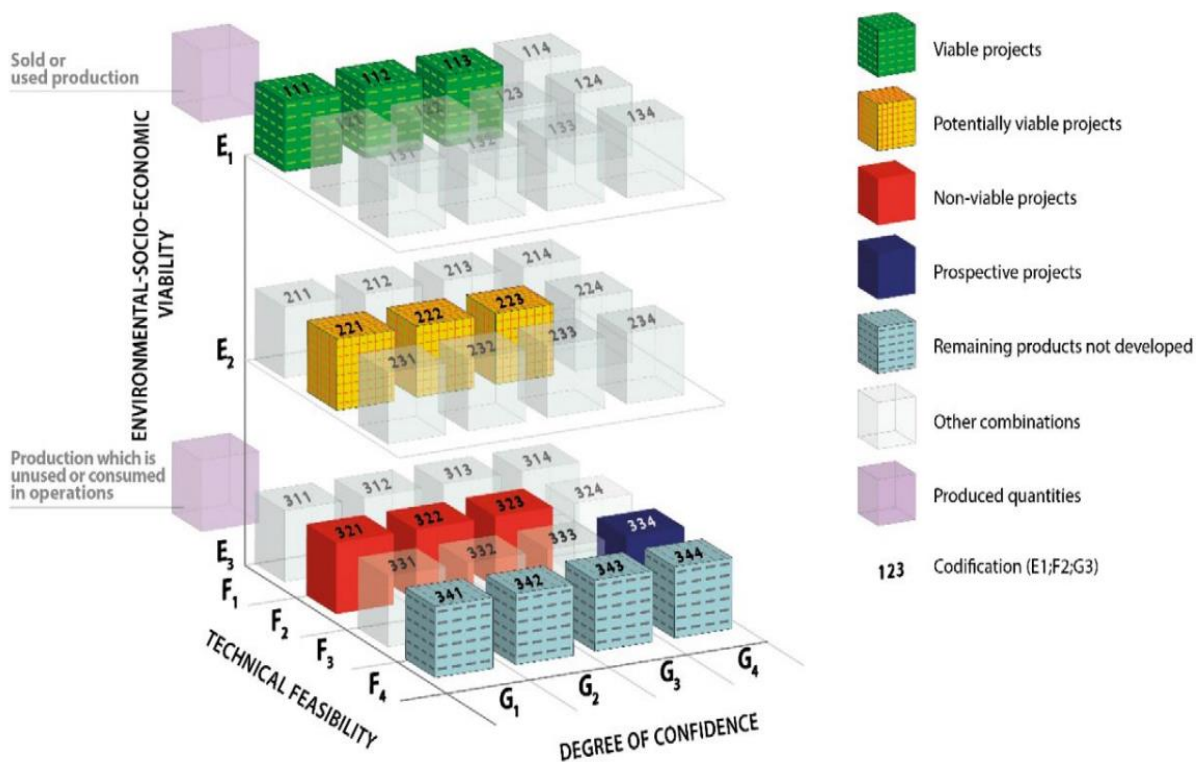 Sold or
used production
ENVIRONMENTAL-SOCIO-ECONOMIC
VIABILITY
Production which is
unused or consumed
in operations
E1
111
112
113
114
121
123
124
131
132
133
134
E2
211
212
213
214
221
222
223
224
231
232
233
234
E3
311
312
313
314
321
322
323
324
331
332
333
334
341
342
343
344
F1
F2
F3
F4
TECHNICAL FEASIBILITY
G1
G2
G3
G4
DEGREE OF CONFIDENCE
Viable projects
Potentially viable projects
Non-viable projects
Prospective projects
Remaining products not developed
Other combinations
Produced quantities
123 Codification (E1;F2;G3)